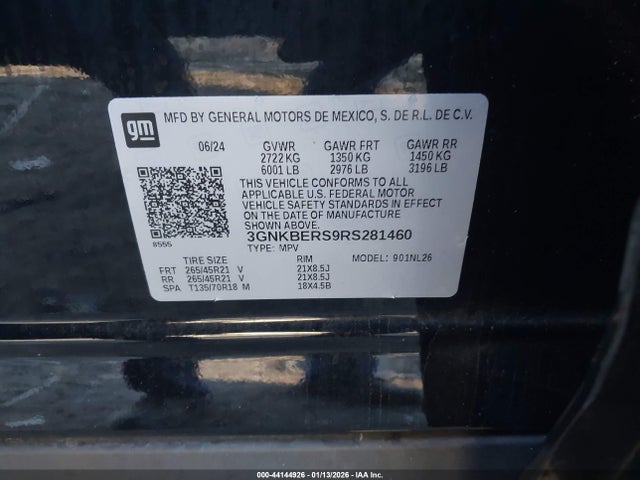 gm
MFD BY GENERAL MOTORS DE MEXICO, S. DE R.L. DE C.V.
06/24 GVWR GAWR FRT GAWR RR
2722 KG 1350 KG 1450 KG
6001 LB 2976 LB 3196 LB
THIS VEHICLE CONFORMS TO ALL
APPLICABLE U.S. FEDERAL MOTOR
VEHICLE SAFETY STANDARDS IN EFFECT
ON THE DATE OF MANUFACTURE
SHOWN ABOVE.
3GNKBERS9RS281460
8555 TYPE: MPV
TIRE SIZE RIM MODEL: 901NL26
FRT 265/45R21 V 21X8.5J
RR 265/45R21 V 21X8.5J
SPA T135/70R18 M 18X4.5B
000-44144926 - 01/13/2026 - IAA Inc.